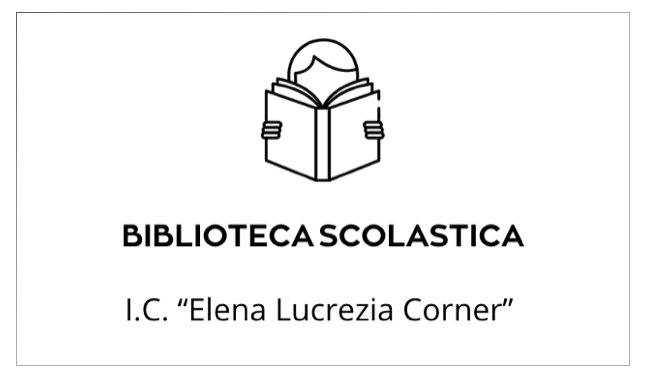 BIBLIOTECA SCOLASTICA
I.C. “Elena Lucrezia Corner”